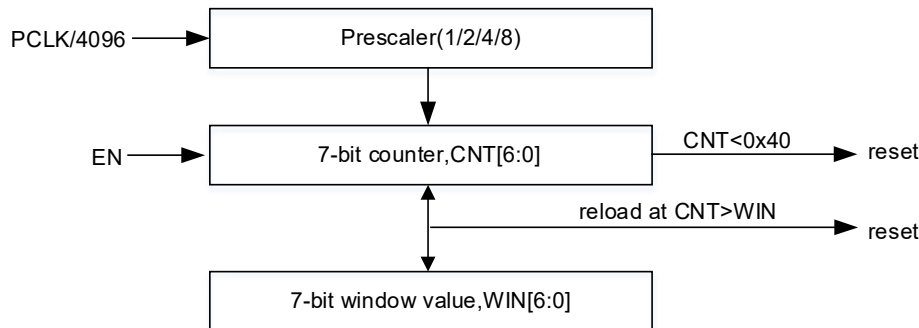 PCLK/4096
Prescaler(1/2/4/8)
EN
7-bit counter,CNT[6:0]
CNT<0x40
reset
reload at CNT>WIN
reset
7-bit window value,WIN[6:0]